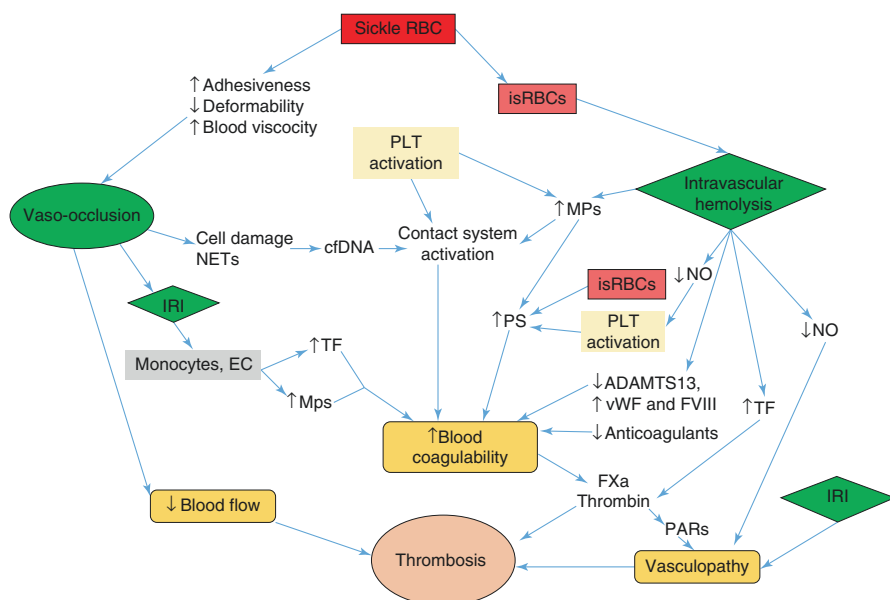 Sickle RBC
↑Adhesiveness
↓Deformability
↑Blood viscocity
isRBCs
PLT
activation
Intravascular
hemolysis
Vaso-occlusion
↑MPs
Cell damage
NETs
cfDNA
Contact system
activation
↓NO
isRBCs
IRI
↑PS
PLT
activation
↓NO
↑TF
Monocytes, EC
↑Mps
↓ADAMTS13,
↑vWF and FVIII
↑TF
↓Anticoagulants
↑Blood
coagulability
FXa
Thrombin
IRI
↓Blood flow
PARs
Thrombosis
Vasculopathy